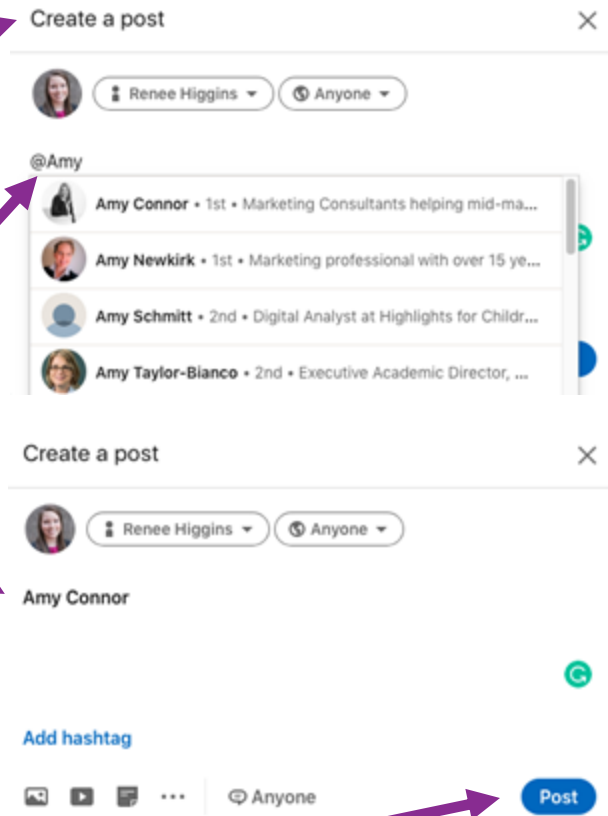 Create a post
Renee Higgins
Anyone
@Amy
Amy Connor • 1st • Marketing Consultants helping mid-ma...
Amy Newkirk • 1st • Marketing professional with over 15 ye...
Amy Schmitt • 2nd • Digital Analyst at Highlights for Childr...
Amy Taylor-Bianco • 2nd • Executive Academic Director, ...
Create a post
Renee Higgins
Anyone
Amy Connor
Add hashtag
Anyone
Post